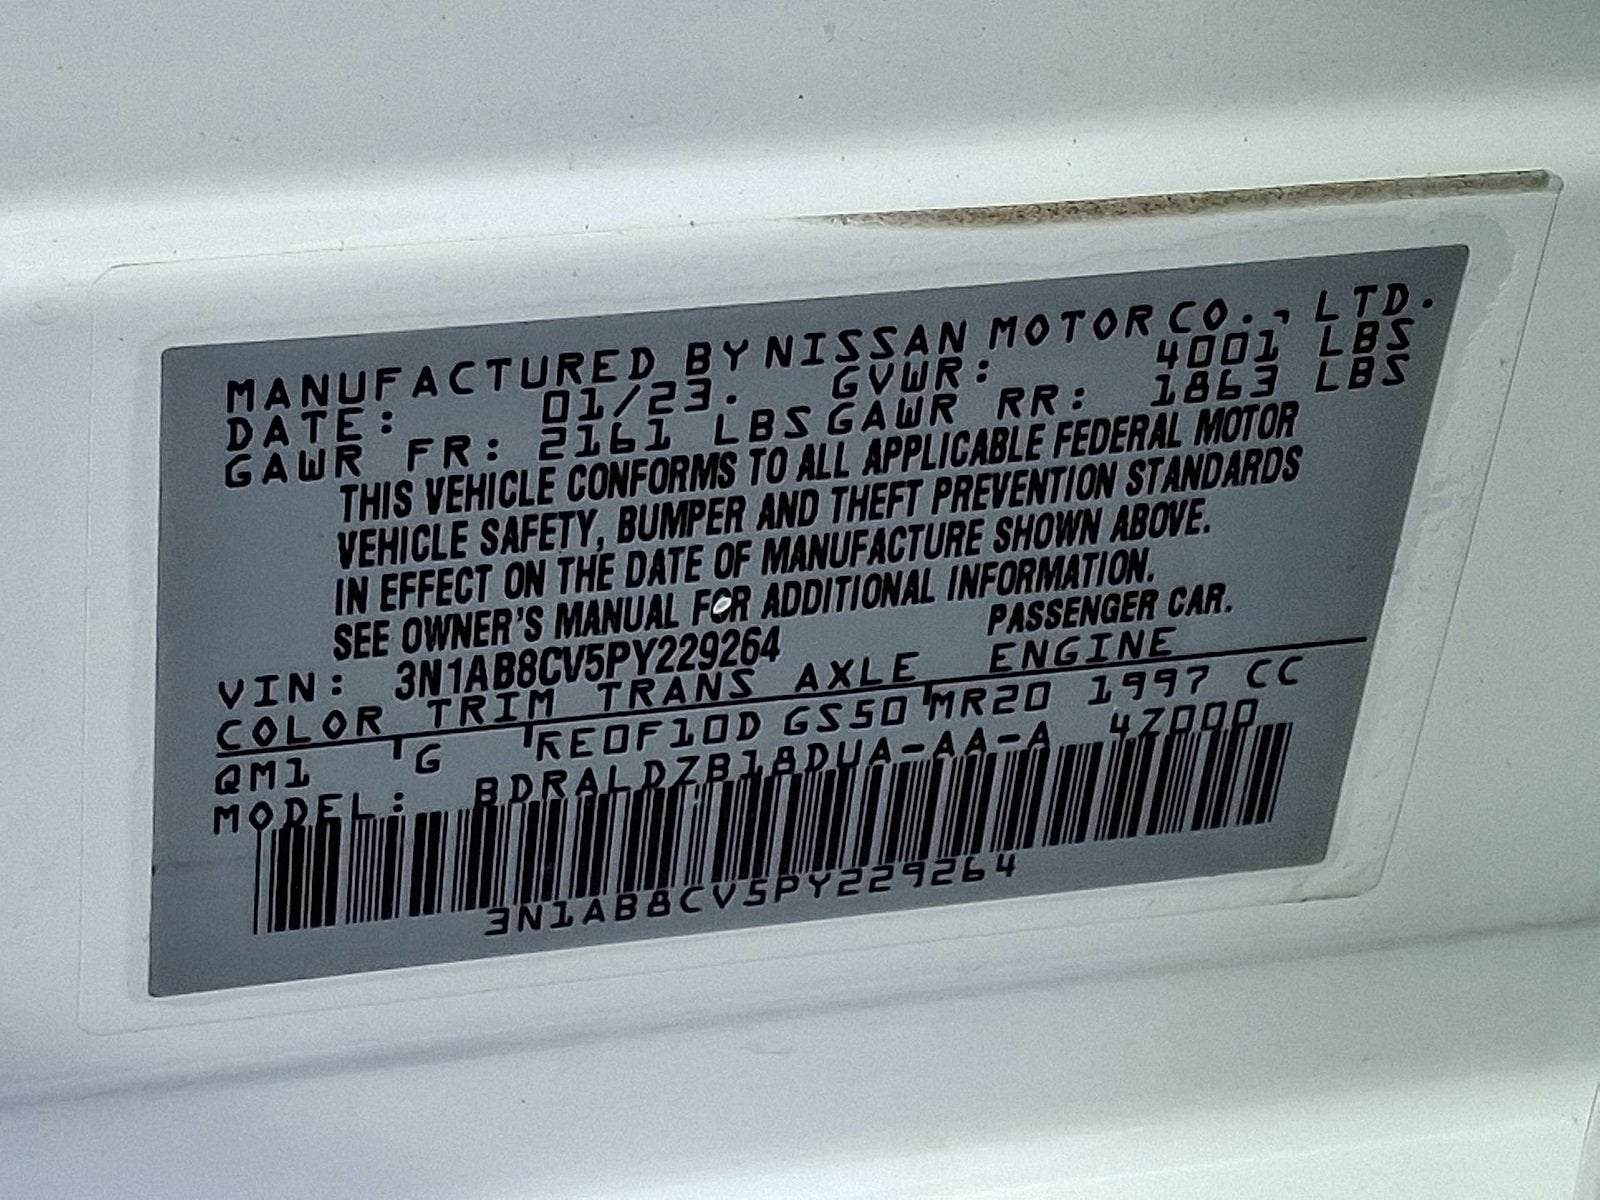 MANUFACTURED BY NISSAN MOTOR CO., LTD.
DATE: 01/23. GVWR: 4001 LBS
GAWR FR: 2161 LBS GAWR RR: 1863 LBS
THIS VEHICLE CONFORMS TO ALL APPLICABLE FEDERAL MOTOR
VEHICLE SAFETY, BUMPER AND THEFT PREVENTION STANDARDS
IN EFFECT ON THE DATE OF MANUFACTURE SHOWN ABOVE.
SEE OWNER'S MANUAL FOR ADDITIONAL INFORMATION.
VIN: 3N1AB8CV5PY229264 PASSENGER CAR.
COLOR TRIM TRANS AXLE ENGINE
QM1 G RE0F10D GS50 MR20 1997 CC
MODEL: BDRALDZB18DUA-AA-A 4Z000
3N1AB8CV5PY229264